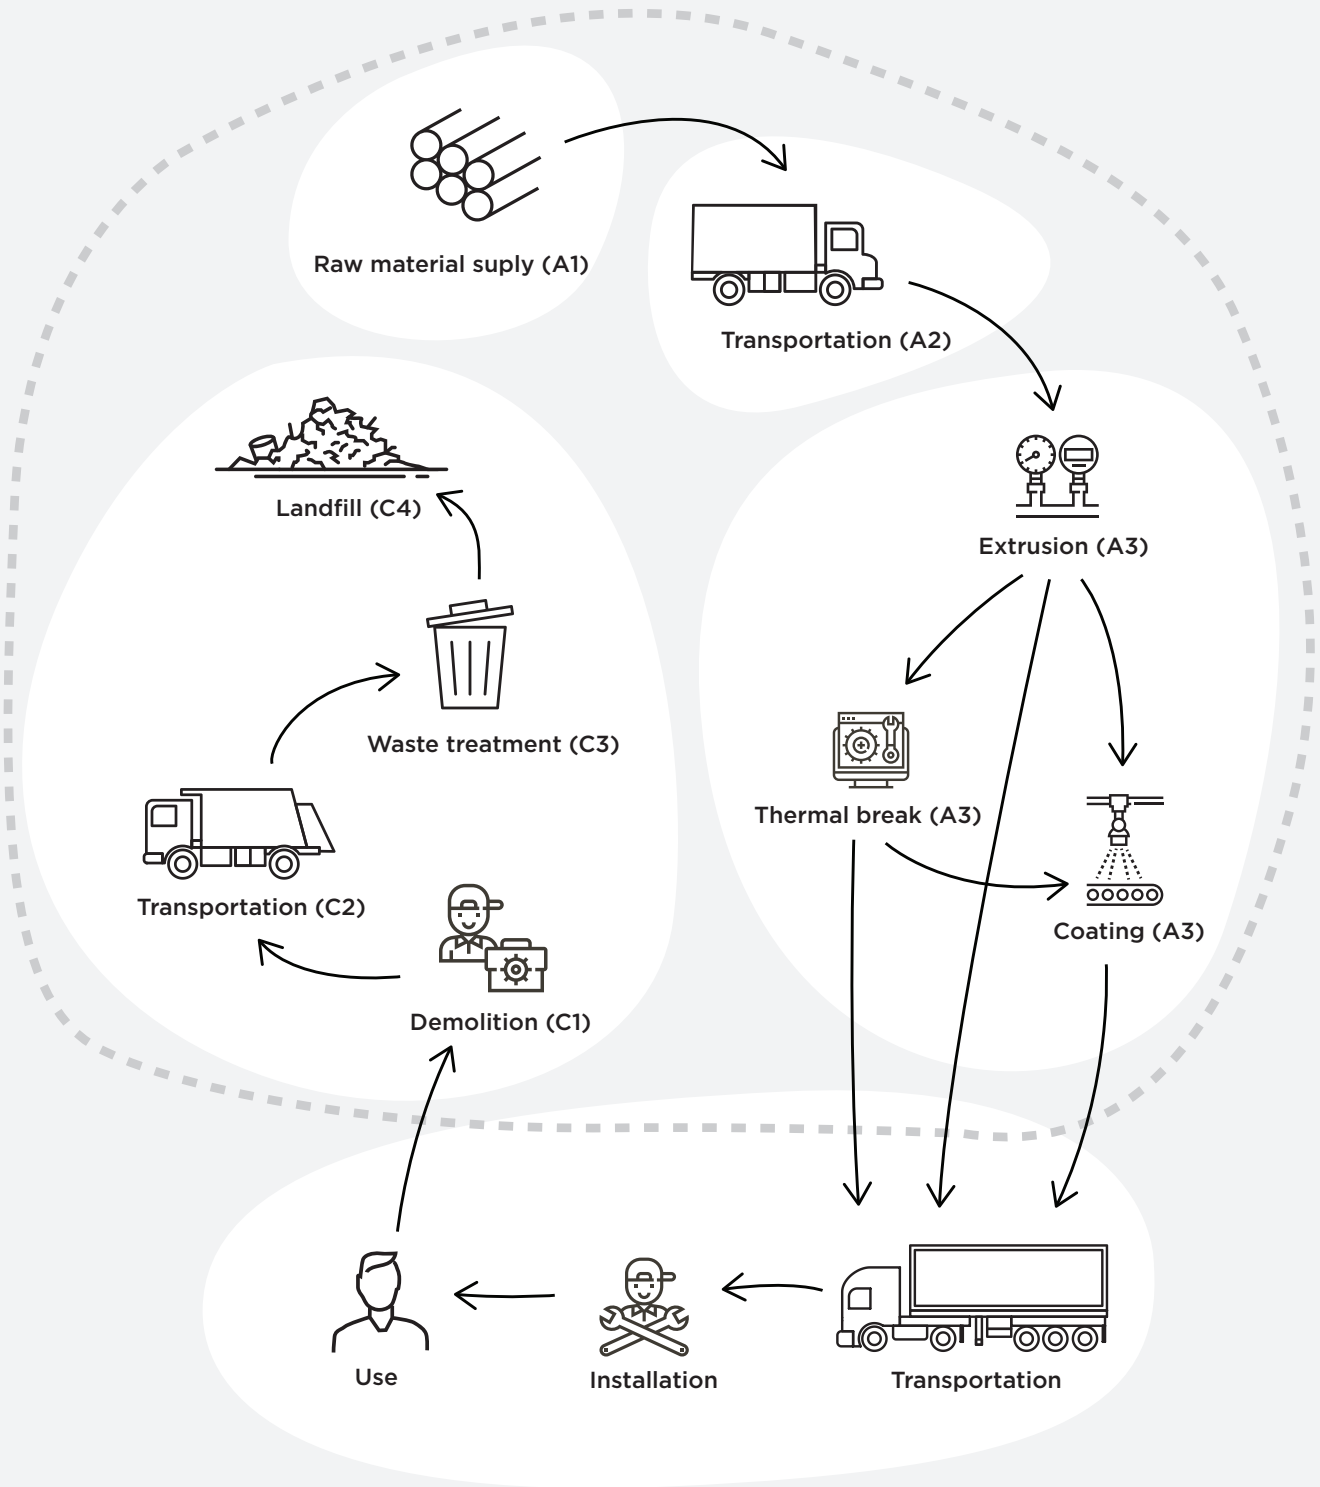 Raw material suply (A1)
Transportation (A2)
Landfill (C4)
Extrusion (A3)
Waste treatment (C3)
Thermal break (A3)
Transportation (C2)
Coating (A3)
Demolition (C1)
Use
Installation
Transportation